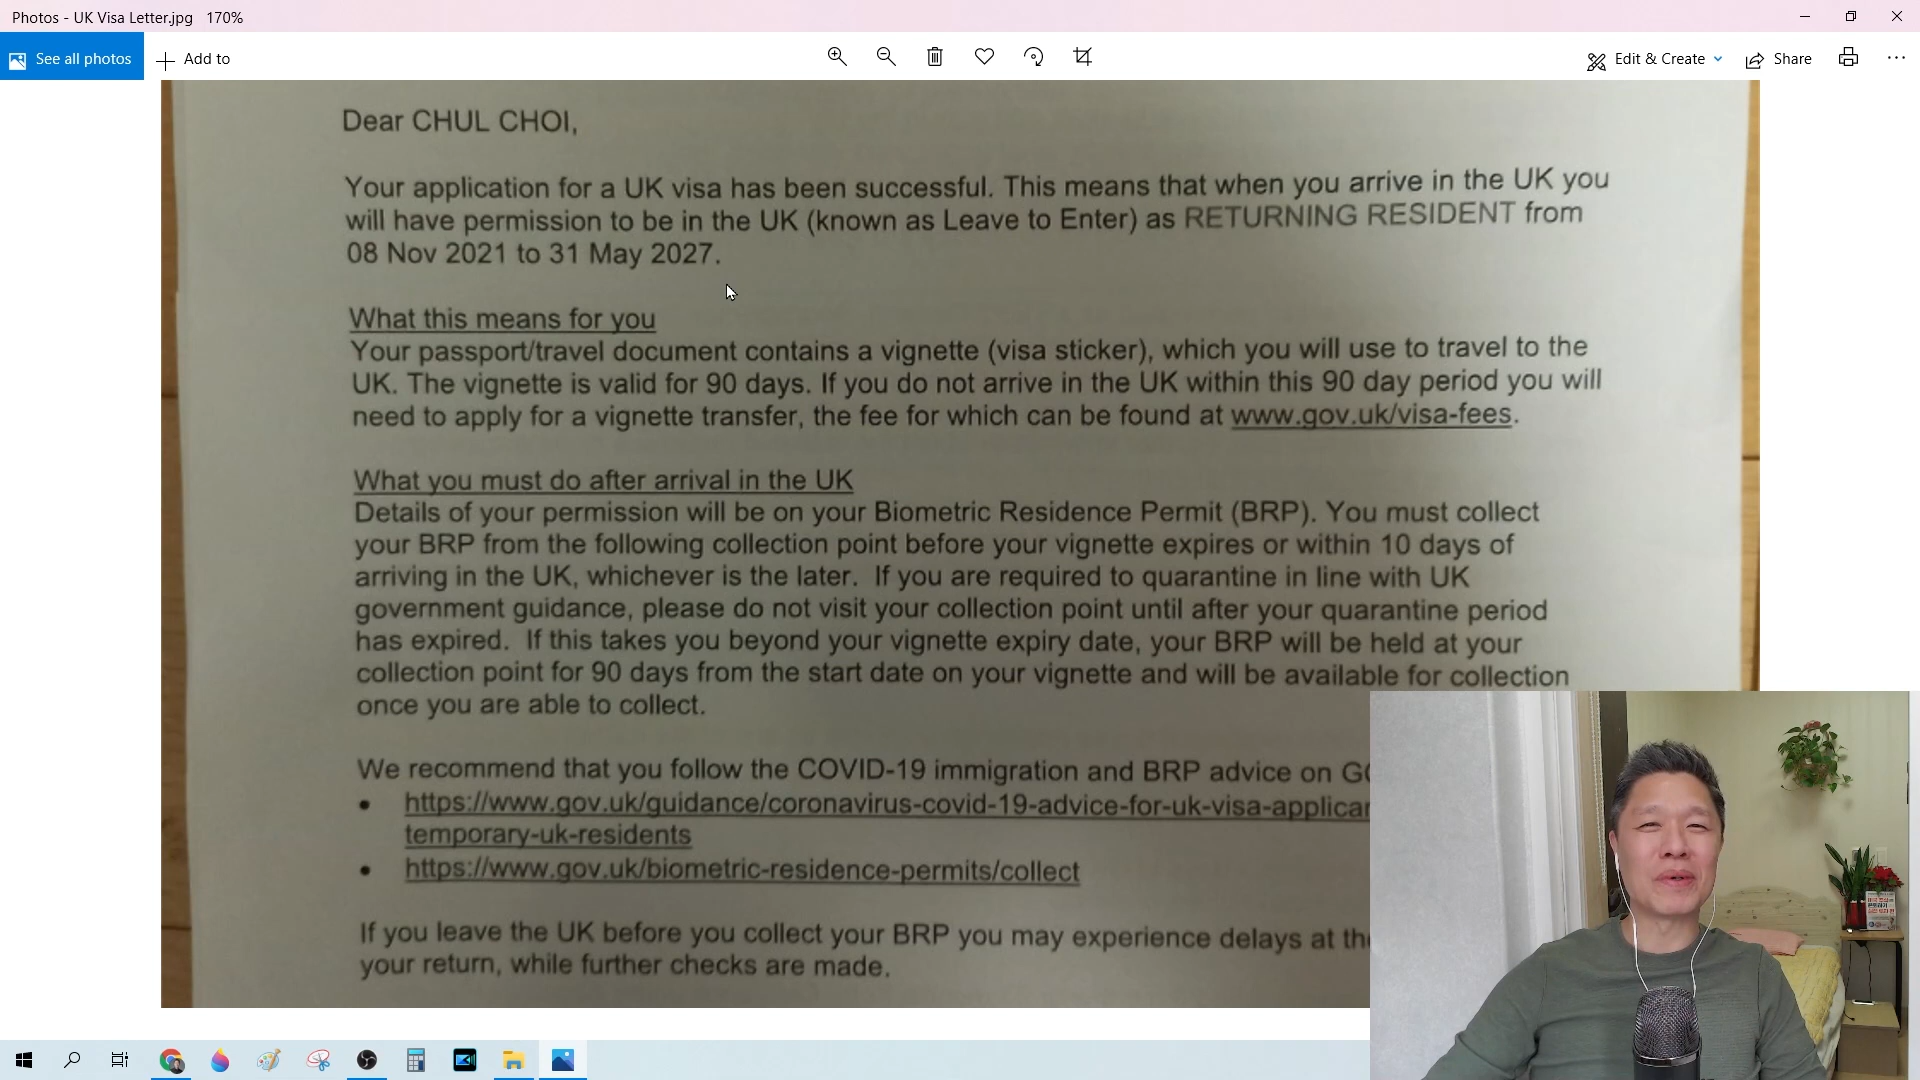 Photos - UK Visa Letter.jpg 170%
See all photos
Add to
Edit & Create
Share
Dear CHUL CHOI,
Your application for a UK visa has been successful. This means that when you arrive in the UK you
will have permission to be in the UK (known as Leave to Enter) as RETURNING RESIDENT from
08 Nov 2021 to 31 May 2027.
What this means for you
Your passport/travel document contains a vignette (visa sticker), which you will use to travel to the
UK. The vignette is valid for 90 days. If you do not arrive in the UK within this 90 day period you will
need to apply for a vignette transfer, the fee for which can be found at www.gov.uk/visa-fees.
What you must do after arrival in the UK
Details of your permission will be on your Biometric Residence Permit (BRP). You must collect
your BRP from the following collection point before your vignette expires or within 10 days of
arriving in the UK, whichever is the later. If you are required to quarantine in line with UK
government guidance, please do not visit your collection point until after your quarantine period
has expired. If this takes you beyond your vignette expiry date, your BRP will be held at your
collection point for 90 days from the start date on your vignette and will be available for collection
once you are able to collect.
We recommend that you follow the COVID-19 immigration and BRP advice on
https://www.gov.uk/guidance/coronavirus-covid-19-advice-for-uk-visa-applicar
temporary-uk-residents
https://www.gov.uk/biometric-residence-permits/collect
If you leave the UK before you collect your BRP you may experience delays at
your return, while further checks are made.